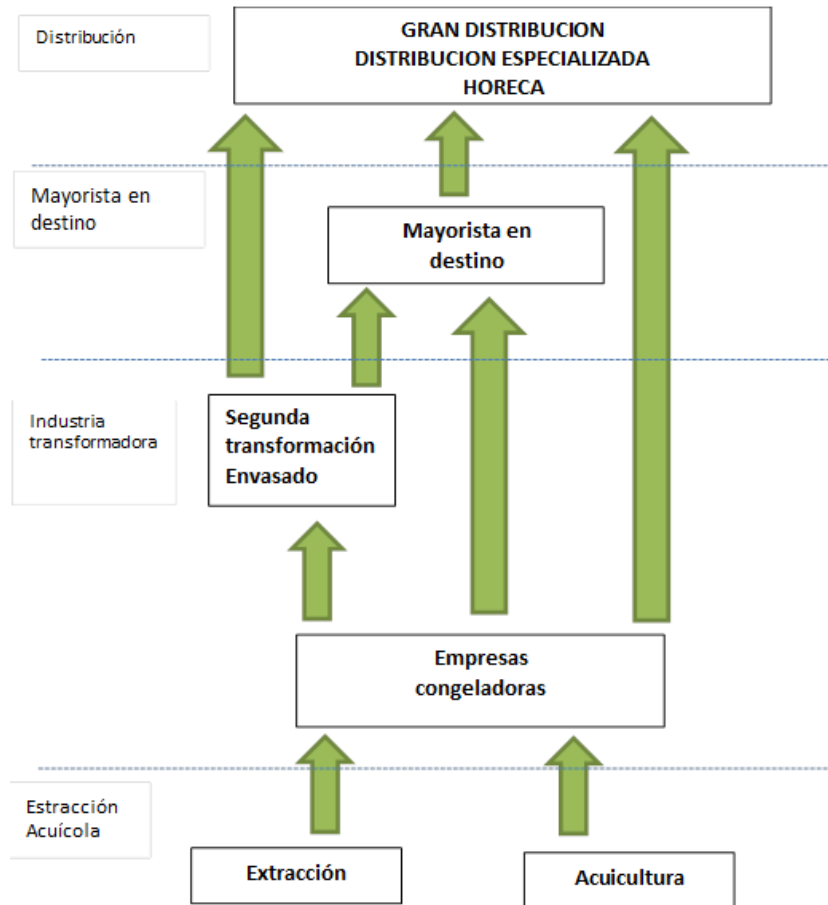 Distribución
GRAN DISTRIBUCION
DISTRIBUCION ESPECIALIZADA
HORECA
Mayorista en
destino
Mayorista en
destino
Industria
transformadora
Segunda
transformación
Envasado
Empresas
congeladoras
Estracción
Acuícola
Extracción
Acuicultura